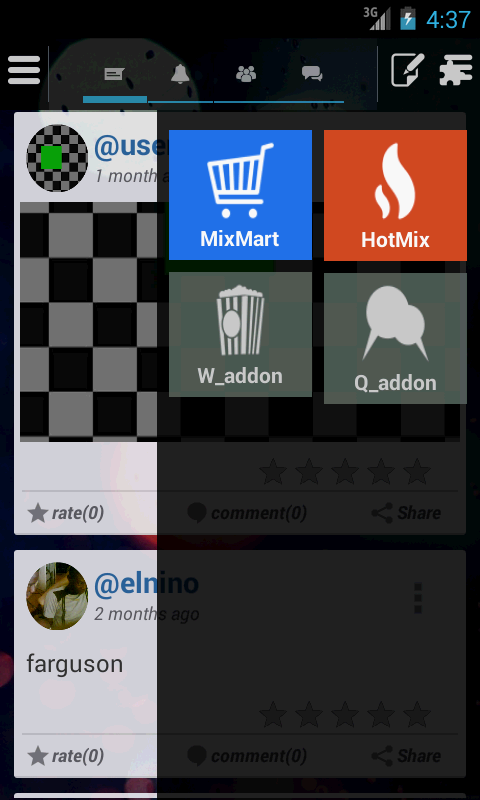 3G 4:37
@use
1 month a
MixMart
HotMix
W_addon
Q_addon
rate(0) comment(0) Share
@elnino
2 months ago
farguson
rate(0) comment(0) Share